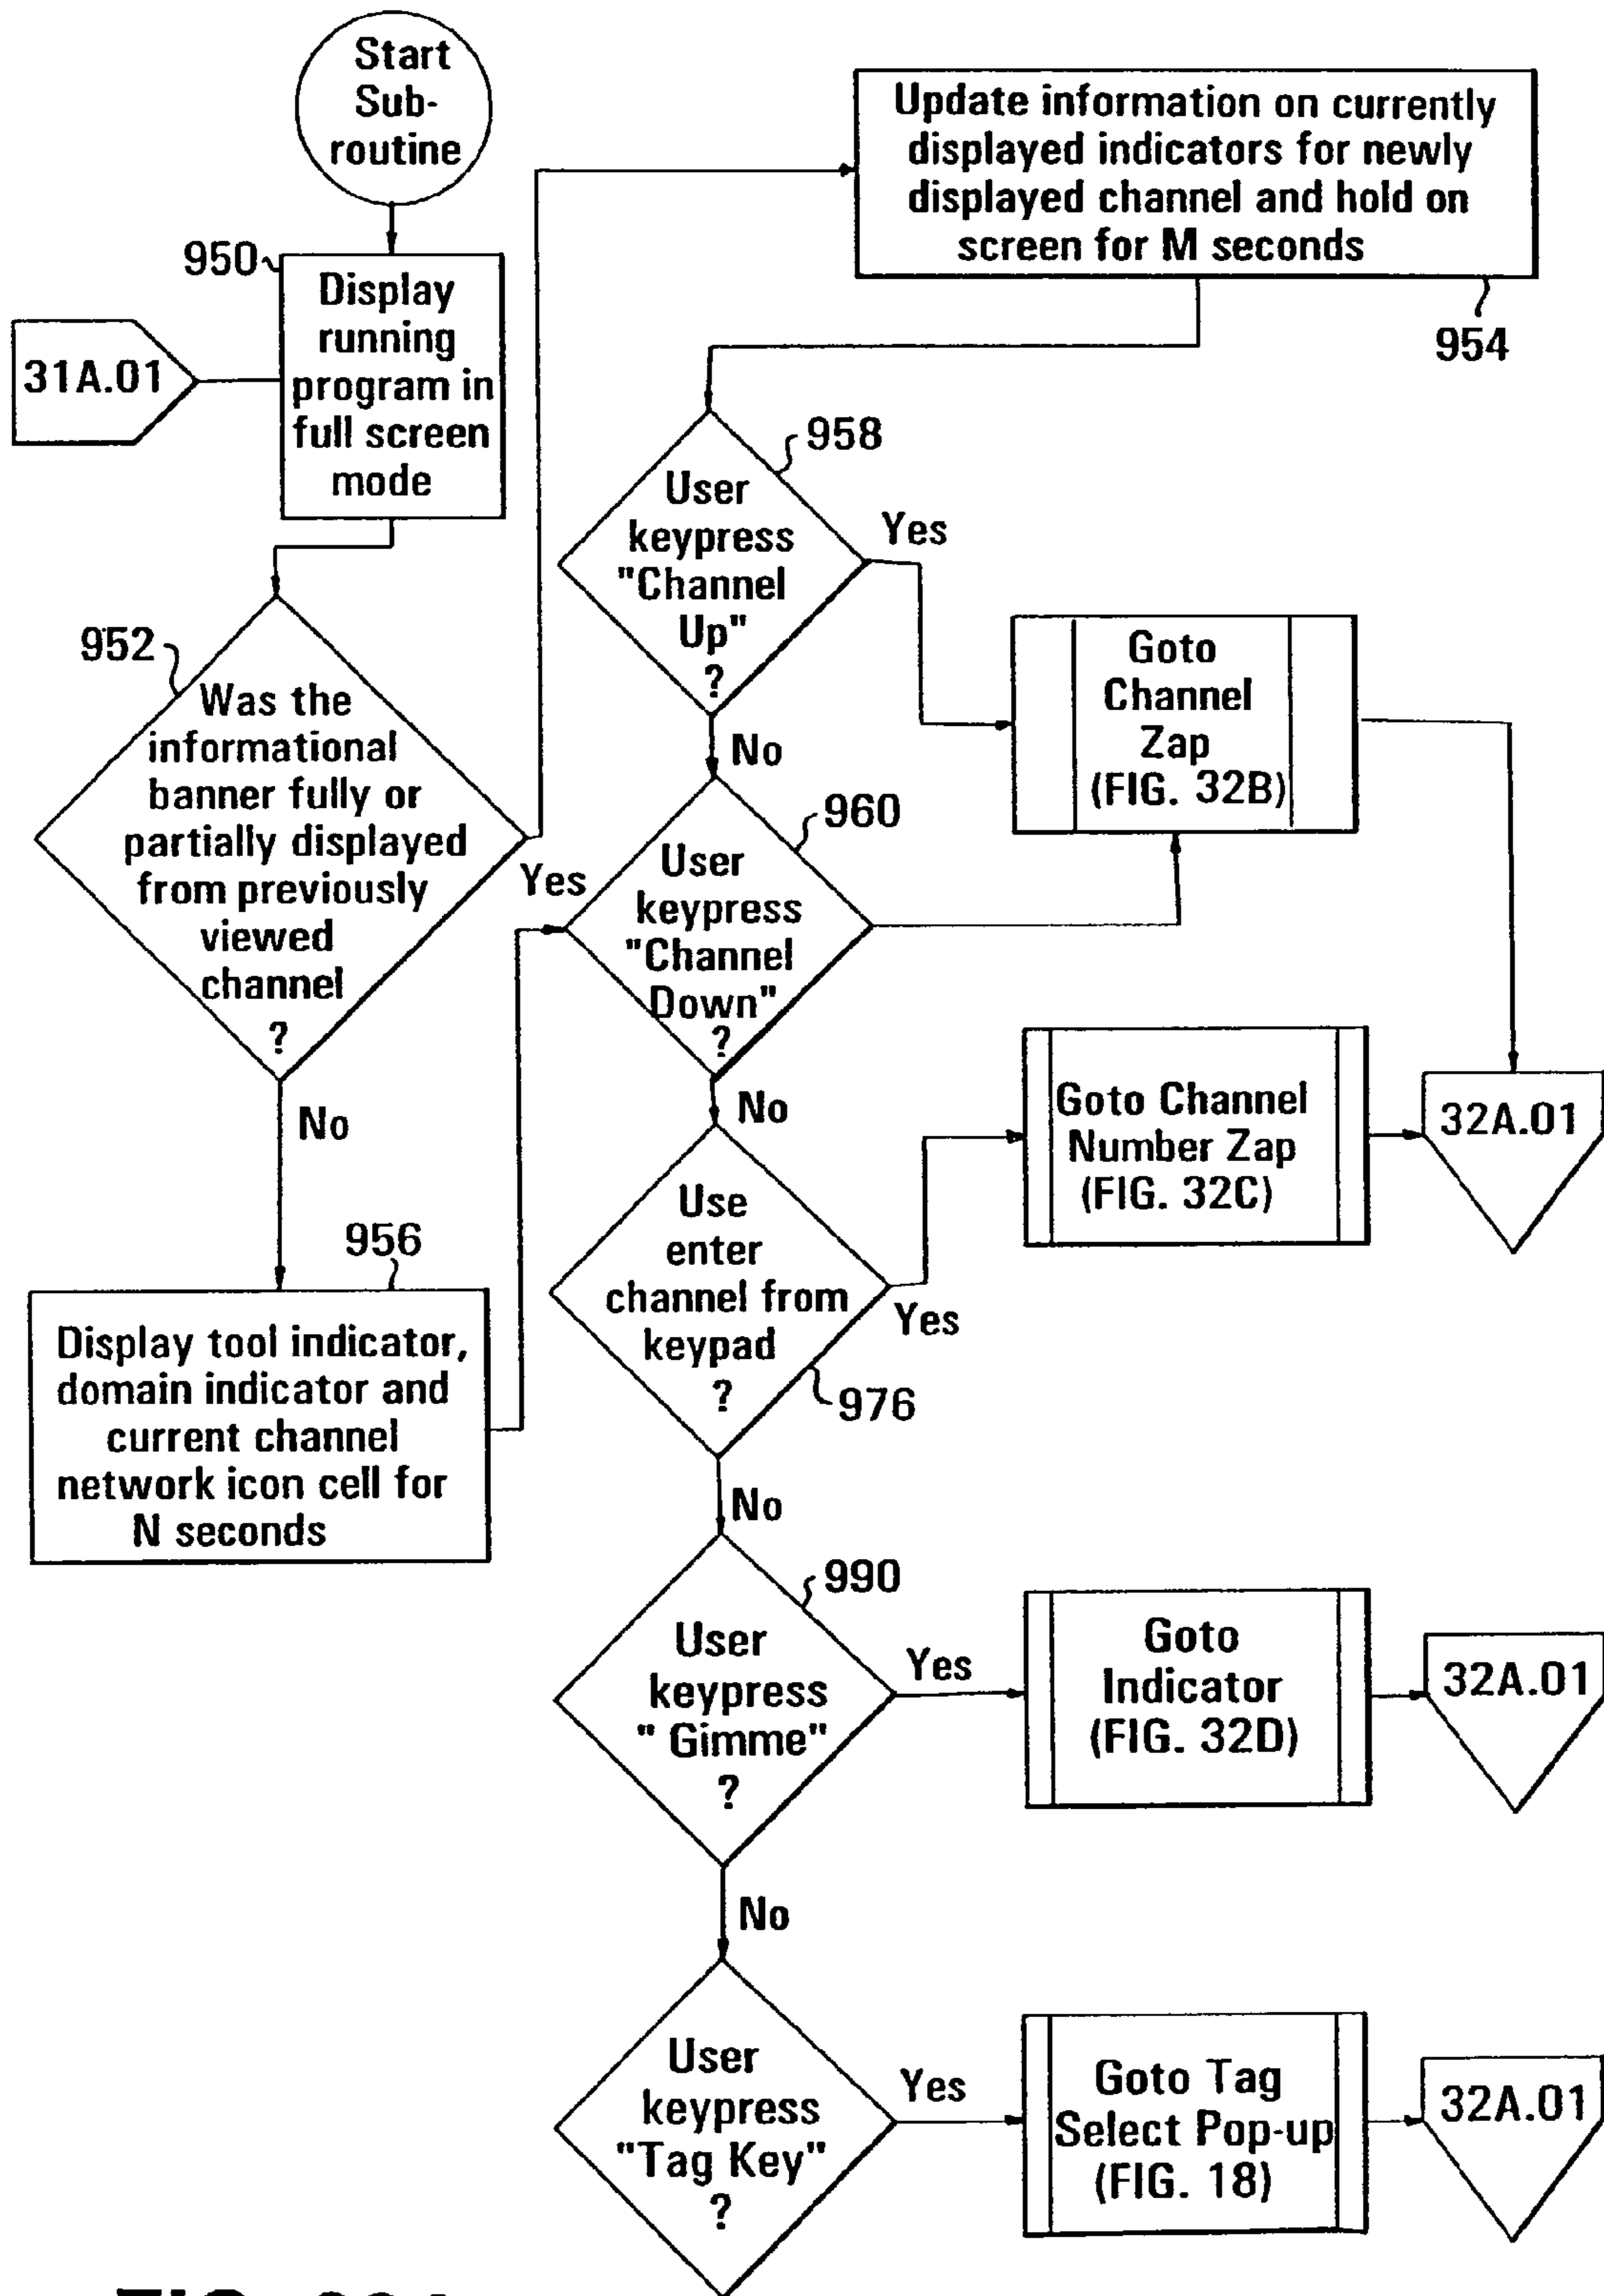 Start
Sub-
routine
950
Display
running
program in
full screen
mode
31A.01
952
Was the
informational
banner fully or
partially displayed
from previously
viewed
channel
?
Yes
No
956
Display tool indicator,
domain indicator and
current channel
network icon cell for
N seconds
Update information on currently
displayed indicators for newly
displayed channel and hold on
screen for M seconds
954
958
User
keypress
"Channel
Up"
?
Yes
No
Goto
Channel
Zap
(FIG. 32B)
960
User
keypress
"Channel
Down"
?
No
Goto Channel
Number Zap
(FIG. 32C)
32A.01
Use
enter
channel from
keypad
?
Yes
976
No
990
User
keypress
" Gimme"
?
Yes
Goto
Indicator
(FIG. 32D)
32A.01
No
User
keypress
"Tag Key"
?
Yes
Goto Tag
Select Pop-up
(FIG. 18)
32A.01